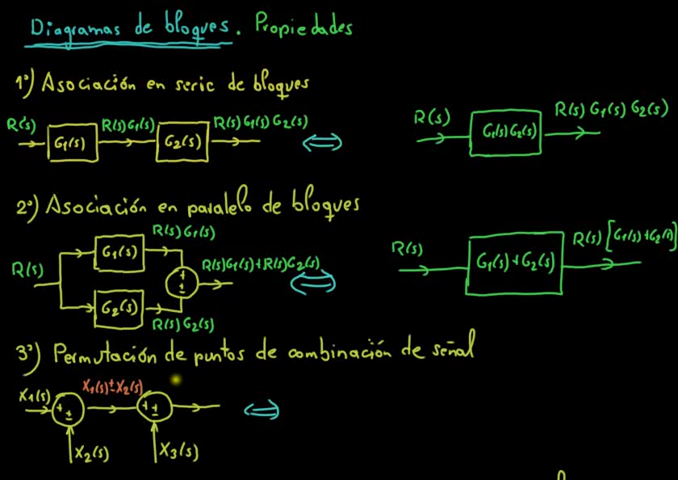 Diagramas de bloques. Propiedades
1º) Asociación en serie de bloques
R(s) G₁(s) R(s)G₁(s) G₂(s) R(s)G₁(s)G₂(s) ⇔ R(s) G₁(s)G₂(s) R(s)G₁(s)G₂(s)
2º) Asociación en paralelo de bloques
R(s)G₁(s)
G₁(s)
R(s) + ± R(s)G₁(s)+R(s)G₂(s) ⇔ R(s) G₁(s)+G₂(s) R(s)[G₁(s)+G₂(s)]
G₂(s)
R(s)G₂(s)
3º) Permutación de puntos de combinación de señal
X₁(s) + ± X₁(s)±X₂(s) + ± ⇔
X₂(s) X₃(s)